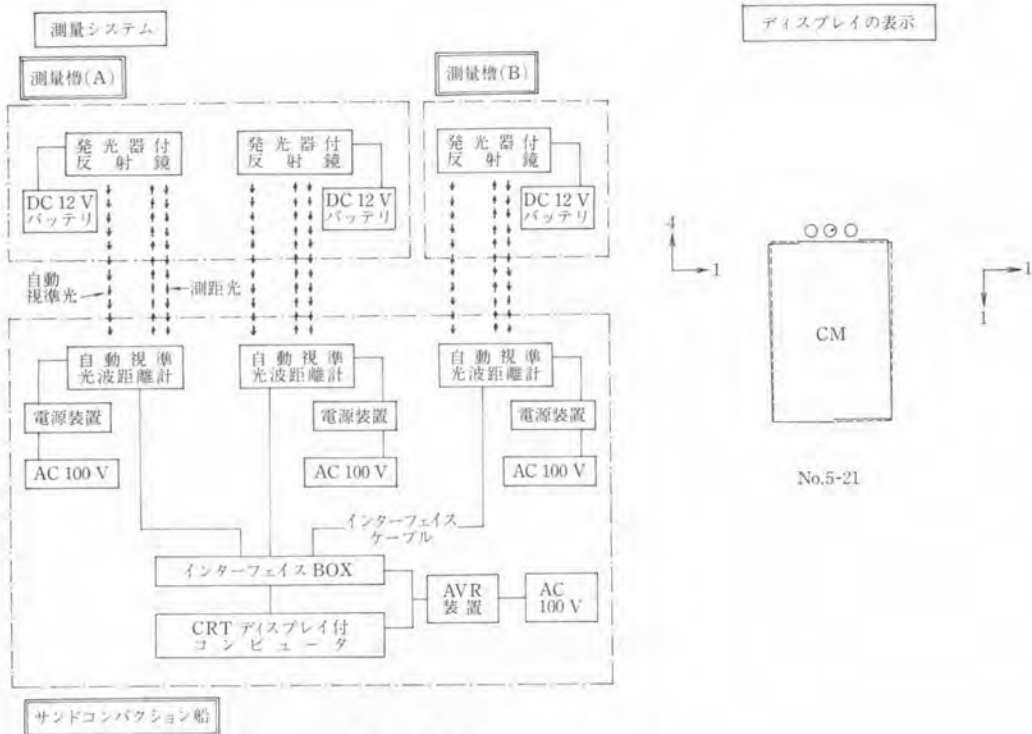 測量システム
ディスプレイの表示
測量櫓(A)
測量櫓(B)
発光器付
反射鏡
発光器付
反射鏡
発光器付
反射鏡
DC 12 V
バッテリ
DC 12 V
バッテリ
DC 12 V
バッテリ
自動
視準光
測距光
自動視準
光波距離計
自動視準
光波距離計
自動視準
光波距離計
電源装置
電源装置
電源装置
AC 100 V
AC 100 V
AC 100 V
インターフェイス
ケーブル
インターフェイス BOX
AVR
装置
AC
100 V
CRT ディスプレイ付
コンピュータ
サンドコンパクション船
4
1
CM
1
1
No.5-21